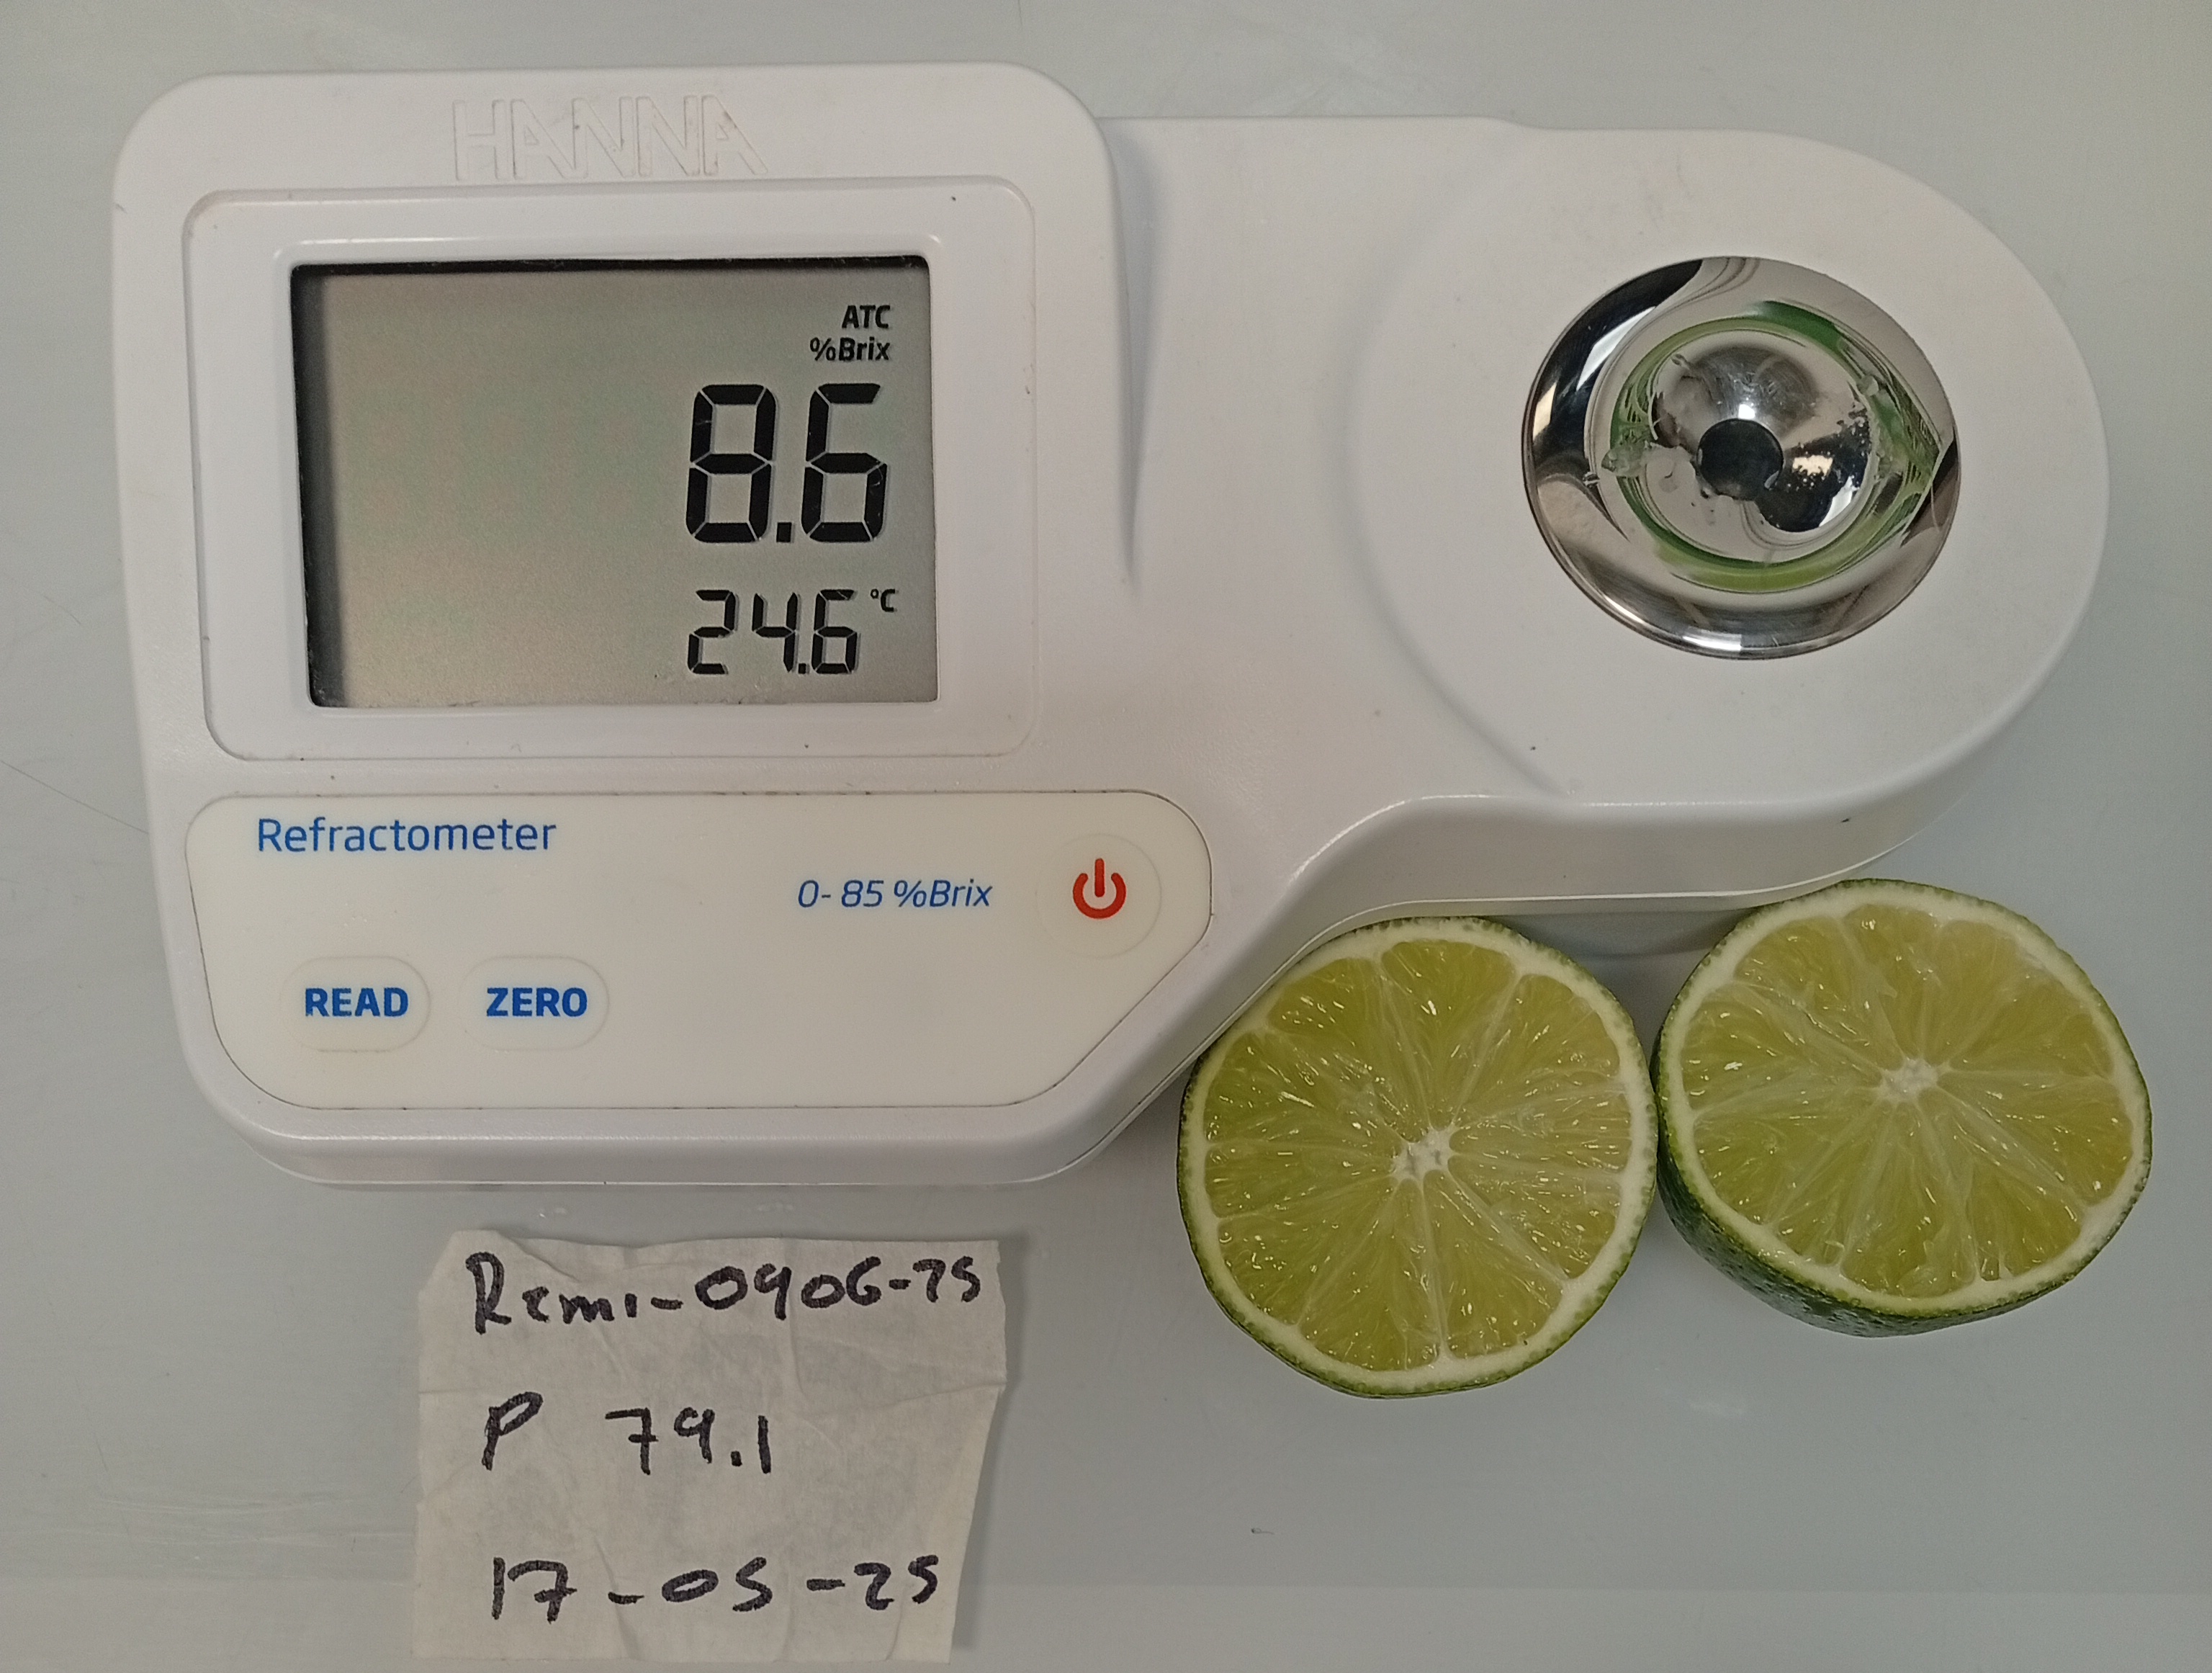 HANNA
ATC
%Brix
8.6
24.6 °C
Refractometer
0-85 %Brix
READ ZERO
Remi-0906-25
P 79.1
17-05-25